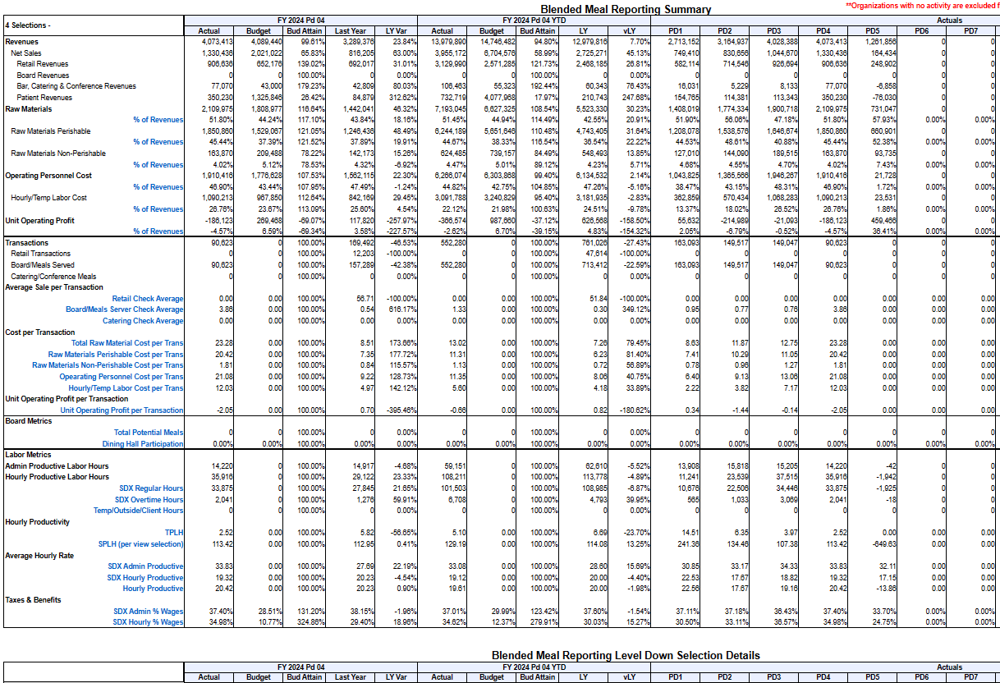 Blended Meal Reporting Summary
**Organizations with no activity are excluded f
4 Selections - FY 2024 Pd 04 FY 2024 Pd 04 YTD Actuals
Actual Budget Bud Attain Last Year LY Var Actual Budget Bud Attain LY vLY PD1 PD2 PD3 PD4 PD5 PD6 PD7
Revenues 4,073,413 4,089,440 99.61% 3,289,376 23.84% 13,979,890 14,746,482 94.80% 12,979,816 7.70% 2,713,152 3,164,937 4,028,388 4,073,413 1,261,856 0 0
Net Sales 1,330,436 2,021,022 65.83% 816,205 63.00% 3,955,172 6,704,576 58.99% 2,725,271 45.13% 749,410 830,656 1,044,670 1,330,436 164,434 0 0
Retail Revenues 906,636 652,176 139.02% 692,017 31.01% 3,129,990 2,571,285 121.73% 2,468,185 26.81% 582,114 714,546 926,694 906,636 248,902 0 0
Board Revenues 0 0 100.00% 0 0.00% 0 0 100.00% 0 0.00% 0 0 0 0 0 0 0
Bar, Catering & Conference Revenues 77,070 43,000 179.23% 42,809 80.03% 106,463 55,323 192.44% 60,343 76.43% 16,031 5,229 8,133 77,070 -6,858 0 0
Patient Revenues 350,230 1,325,846 26.42% 84,879 312.62% 732,719 4,077,968 17.97% 210,743 247.68% 154,765 114,381 113,343 350,230 -76,030 0 0
Raw Materials 2,109,975 1,808,977 116.64% 1,442,041 46.32% 7,193,045 6,627,325 108.54% 5,523,330 30.23% 1,408,019 1,774,334 1,900,718 2,109,975 731,047 0 0
% of Revenues 51.80% 44.24% 117.10% 43.84% 18.16% 51.45% 44.94% 114.49% 42.55% 20.91% 51.90% 56.06% 47.18% 51.80% 57.93% 0.00% 0.00%
Raw Materials Perishable 1,850,860 1,529,067 121.05% 1,246,436 48.49% 6,244,189 5,651,646 110.48% 4,743,405 31.64% 1,208,078 1,538,576 1,646,674 1,850,860 660,901 0 0
% of Revenues 45.44% 37.39% 121.52% 37.89% 19.91% 44.67% 38.33% 116.54% 36.54% 22.22% 44.53% 48.61% 40.88% 45.44% 52.38% 0.00% 0.00%
Raw Materials Non-Perishable 163,870 209,488 78.22% 142,173 15.26% 624,485 739,157 84.49% 548,493 13.85% 127,010 144,090 189,515 163,870 93,735 0 0
% of Revenues 4.02% 5.12% 78.53% 4.32% -6.92% 4.47% 5.01% 89.12% 4.23% 5.71% 4.68% 4.55% 4.70% 4.02% 7.43% 0.00% 0.00%
Operating Personnel Cost 1,910,416 1,776,628 107.53% 1,562,115 22.30% 6,266,074 6,303,868 99.40% 6,134,532 2.14% 1,043,825 1,365,566 1,946,267 1,910,416 21,728 0 0
% of Revenues 46.90% 43.44% 107.95% 47.49% -1.24% 44.82% 42.75% 104.85% 47.26% -5.16% 38.47% 43.15% 48.31% 46.90% 1.72% 0.00% 0.00%
Hourly/Temp Labor Cost 1,090,213 967,850 112.64% 842,169 29.45% 3,091,788 3,240,829 95.40% 3,181,935 -2.83% 362,859 570,434 1,068,283 1,090,213 23,531 0 0
% of Revenues 26.76% 23.67% 113.09% 25.60% 4.54% 22.12% 21.98% 100.63% 24.51% -9.78% 13.37% 18.02% 26.52% 26.76% 1.86% 0.00% 0.00%
Unit Operating Profit -186,123 269,468 -69.07% 117,820 -257.97% -366,574 987,660 -37.12% 626,568 -158.50% 55,632 -214,989 -21,093 -186,123 459,466 0 0
% of Revenues -4.57% 6.59% -69.34% 3.58% -227.57% -2.62% 6.70% -39.15% 4.83% -154.32% 2.05% -6.79% -0.52% -4.57% 36.41% 0.00% 0.00%
Transactions 90,623 0 100.00% 169,492 -46.53% 552,280 0 100.00% 761,026 -27.43% 163,093 149,517 149,047 90,623 0 0 0
Retail Transactions 0 0 100.00% 12,203 -100.00% 0 0 100.00% 47,614 -100.00% 0 0 0 0 0 0 0
Board/Meals Served 90,623 0 100.00% 157,289 -42.38% 552,280 0 100.00% 713,412 -22.59% 163,093 149,517 149,047 90,623 0 0 0
Catering/Conference Meals 0 0 100.00% 0 0.00% 0 0 100.00% 0 0.00% 0 0 0 0 0 0 0
Average Sale per Transaction
Retail Check Average 0.00 0.00 100.00% 56.71 -100.00% 0.00 0.00 100.00% 51.84 -100.00% 0.00 0.00 0.00 0.00 0.00 0.00 0.00
Board/Meals Server Check Average 3.86 0.00 100.00% 0.54 616.17% 1.33 0.00 100.00% 0.30 349.12% 0.95 0.77 0.76 3.86 0.00 0.00 0.00
Catering Check Average 0.00 0.00 100.00% 0.00 0.00% 0.00 0.00 100.00% 0.00 0.00% 0.00 0.00 0.00 0.00 0.00 0.00 0.00
Cost per Transaction
Total Raw Material Cost per Trans 23.28 0.00 100.00% 8.51 173.66% 13.02 0.00 100.00% 7.26 79.45% 8.63 11.87 12.75 23.28 0.00 0.00 0.00
Raw Materials Perishable Cost per Trans 20.42 0.00 100.00% 7.35 177.72% 11.31 0.00 100.00% 6.23 81.40% 7.41 10.29 11.05 20.42 0.00 0.00 0.00
Raw Materials Non-Perishable Cost per Trans 1.81 0.00 100.00% 0.84 115.57% 1.13 0.00 100.00% 0.72 56.89% 0.78 0.96 1.27 1.81 0.00 0.00 0.00
Opearating Personnel Cost per Trans 21.08 0.00 100.00% 9.22 128.73% 11.35 0.00 100.00% 8.06 40.75% 6.40 9.13 13.06 21.08 0.00 0.00 0.00
Hourly/Temp Labor Cost per Trans 12.03 0.00 100.00% 4.97 142.12% 5.60 0.00 100.00% 4.18 33.89% 2.22 3.82 7.17 12.03 0.00 0.00 0.00
Unit Operating Profit per Transaction
Unit Operating Profit per Transaction -2.05 0.00 100.00% 0.70 -395.46% -0.66 0.00 100.00% 0.82 -180.62% 0.34 -1.44 -0.14 -2.05 0.00 0.00 0.00
Board Metrics
Total Potential Meals 0 0 100.00% 0 0.00% 0 0 100.00% 0 0.00% 0 0 0 0 0 0 0
Dining Hall Participation 0.00% 0.00% 100.00% 0.00% 0.00% 0.00% 0.00% 100.00% 0.00% 0.00% 0.00% 0.00% 0.00% 0.00% 0.00% 0.00% 0.00%
Labor Metrics
Admin Productive Labor Hours 14,220 0 100.00% 14,917 -4.68% 59,151 0 100.00% 62,610 -5.52% 13,908 15,818 15,205 14,220 -42 0 0
Hourly Productive Labor Hours 35,916 0 100.00% 29,122 23.33% 108,211 0 100.00% 113,778 -4.89% 11,241 23,539 37,515 35,916 -1,942 0 0
SDX Regular Hours 33,875 0 100.00% 27,845 21.65% 101,503 0 100.00% 108,985 -6.87% 10,676 22,506 34,446 33,875 -1,925 0 0
SDX Overtime Hours 2,041 0 100.00% 1,276 59.91% 6,708 0 100.00% 4,793 39.95% 565 1,033 3,069 2,041 -18 0 0
Temp/Outside/Client Hours 0 0 100.00% 0 0.00% 0 0 100.00% 0 0.00% 0 0 0 0 0 0 0
Hourly Productivity
TPLH 2.52 0.00 100.00% 5.82 -56.65% 5.10 0.00 100.00% 6.69 -23.70% 14.51 6.35 3.97 2.52 0.00 0.00 0.00
SPLH (per view selection) 113.42 0.00 100.00% 112.95 0.41% 129.19 0.00 100.00% 114.08 13.25% 241.36 134.46 107.38 113.42 -649.63 0.00 0.00
Average Hourly Rate
SDX Admin Productive 33.83 0.00 100.00% 27.69 22.19% 33.08 0.00 100.00% 28.60 15.69% 30.85 33.17 34.33 33.83 32.11 0.00 0.00
SDX Hourly Productive 19.32 0.00 100.00% 20.23 -4.54% 19.12 0.00 100.00% 20.00 -4.40% 22.53 17.67 18.82 19.32 17.15 0.00 0.00
Hourly Productive 20.42 0.00 100.00% 20.23 0.90% 19.61 0.00 100.00% 20.00 -1.98% 22.56 17.67 19.16 20.42 -13.86 0.00 0.00
Taxes & Benefits
SDX Admin % Wages 37.40% 28.51% 131.20% 38.15% -1.96% 37.01% 29.99% 123.42% 37.60% -1.54% 37.11% 37.18% 36.43% 37.40% 33.70% 0.00% 0.00%
SDX Hourly % Wages 34.98% 10.77% 324.86% 29.40% 18.96% 34.62% 12.37% 279.91% 30.03% 15.27% 30.50% 33.11% 36.57% 34.98% 24.75% 0.00% 0.00%
Blended Meal Reporting Level Down Selection Details
FY 2024 Pd 04 FY 2024 Pd 04 YTD Actuals
Actual Budget Bud Attain Last Year LY Var Actual Budget Bud Attain LY vLY PD1 PD2 PD3 PD4 PD5 PD6 PD7